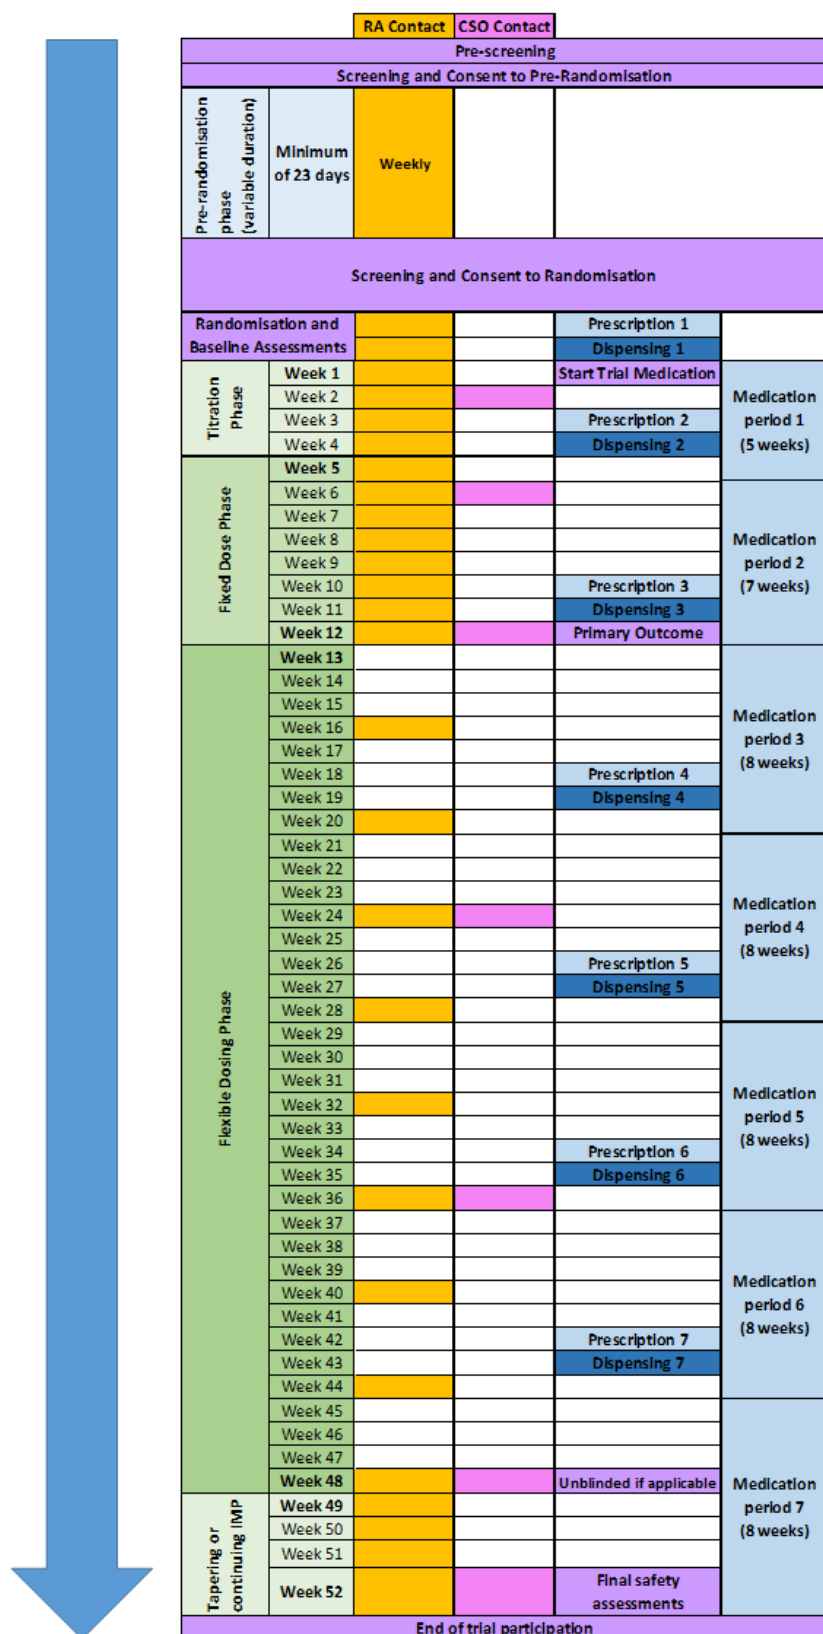 RA Contact CSO Contact
Pre-screening
Screening and Consent to Pre-Randomisation
Pre-randomisation
phase
(variable duration)
Minimum
of 23 days
Weekly
Screening and Consent to Randomisation
Randomisation and
Baseline Assessments
Prescription 1
Dispensing 1
Titration
Phase
Week 1 Start Trial Medication
Week 2
Week 3 Prescription 2
Week 4 Dispensing 2
Medication
period 1
(5 weeks)
Fixed Dose Phase
Week 5
Week 6
Week 7
Week 8
Week 9
Week 10 Prescription 3
Week 11 Dispensing 3
Week 12 Primary Outcome
Medication
period 2
(7 weeks)
Flexible Dosing Phase
Week 13
Week 14
Week 15
Week 16
Week 17
Week 18 Prescription 4
Week 19 Dispensing 4
Week 20
Medication
period 3
(8 weeks)
Week 21
Week 22
Week 23
Week 24
Week 25
Week 26 Prescription 5
Week 27 Dispensing 5
Week 28
Medication
period 4
(8 weeks)
Week 29
Week 30
Week 31
Week 32
Week 33
Week 34 Prescription 6
Week 35 Dispensing 6
Week 36
Medication
period 5
(8 weeks)
Week 37
Week 38
Week 39
Week 40
Week 41
Week 42 Prescription 7
Week 43 Dispensing 7
Week 44
Medication
period 6
(8 weeks)
Week 45
Week 46
Week 47
Week 48 Unblinded if applicable
Tapering or
continuing IMP
Week 49
Week 50
Week 51
Week 52
Final safety
assessments
Medication
period 7
(8 weeks)
End of trial participation